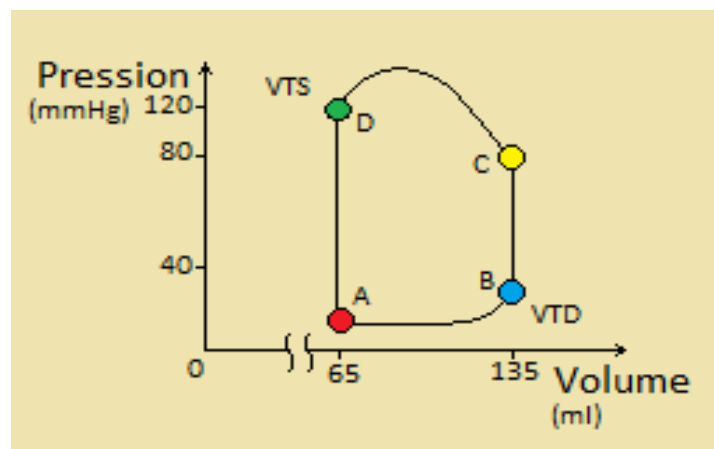 Pression
(mmHg)
120
80
40
0
VTS
D
C
B
A
VTD
65
135
Volume
(ml)